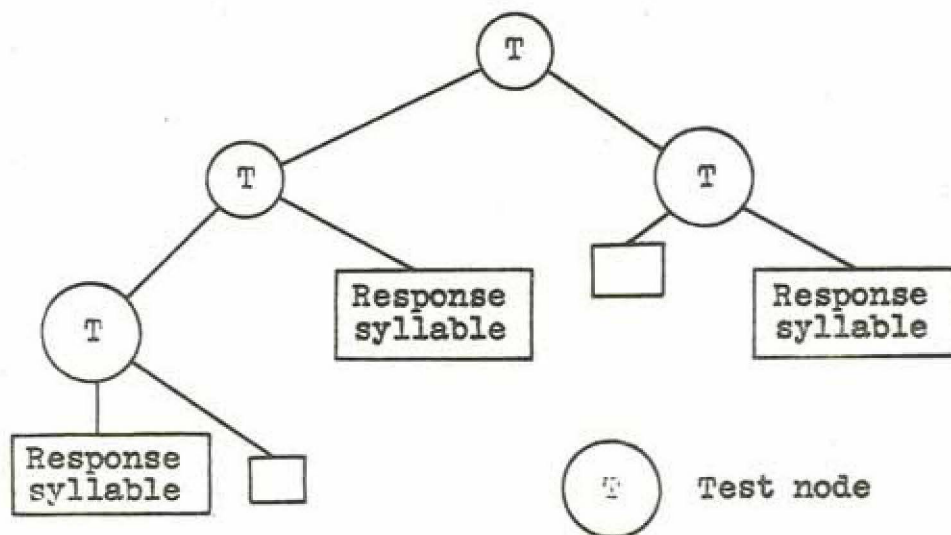 T
T
T
Response
syllable
Response
syllable
T
Response
syllable
T Test node